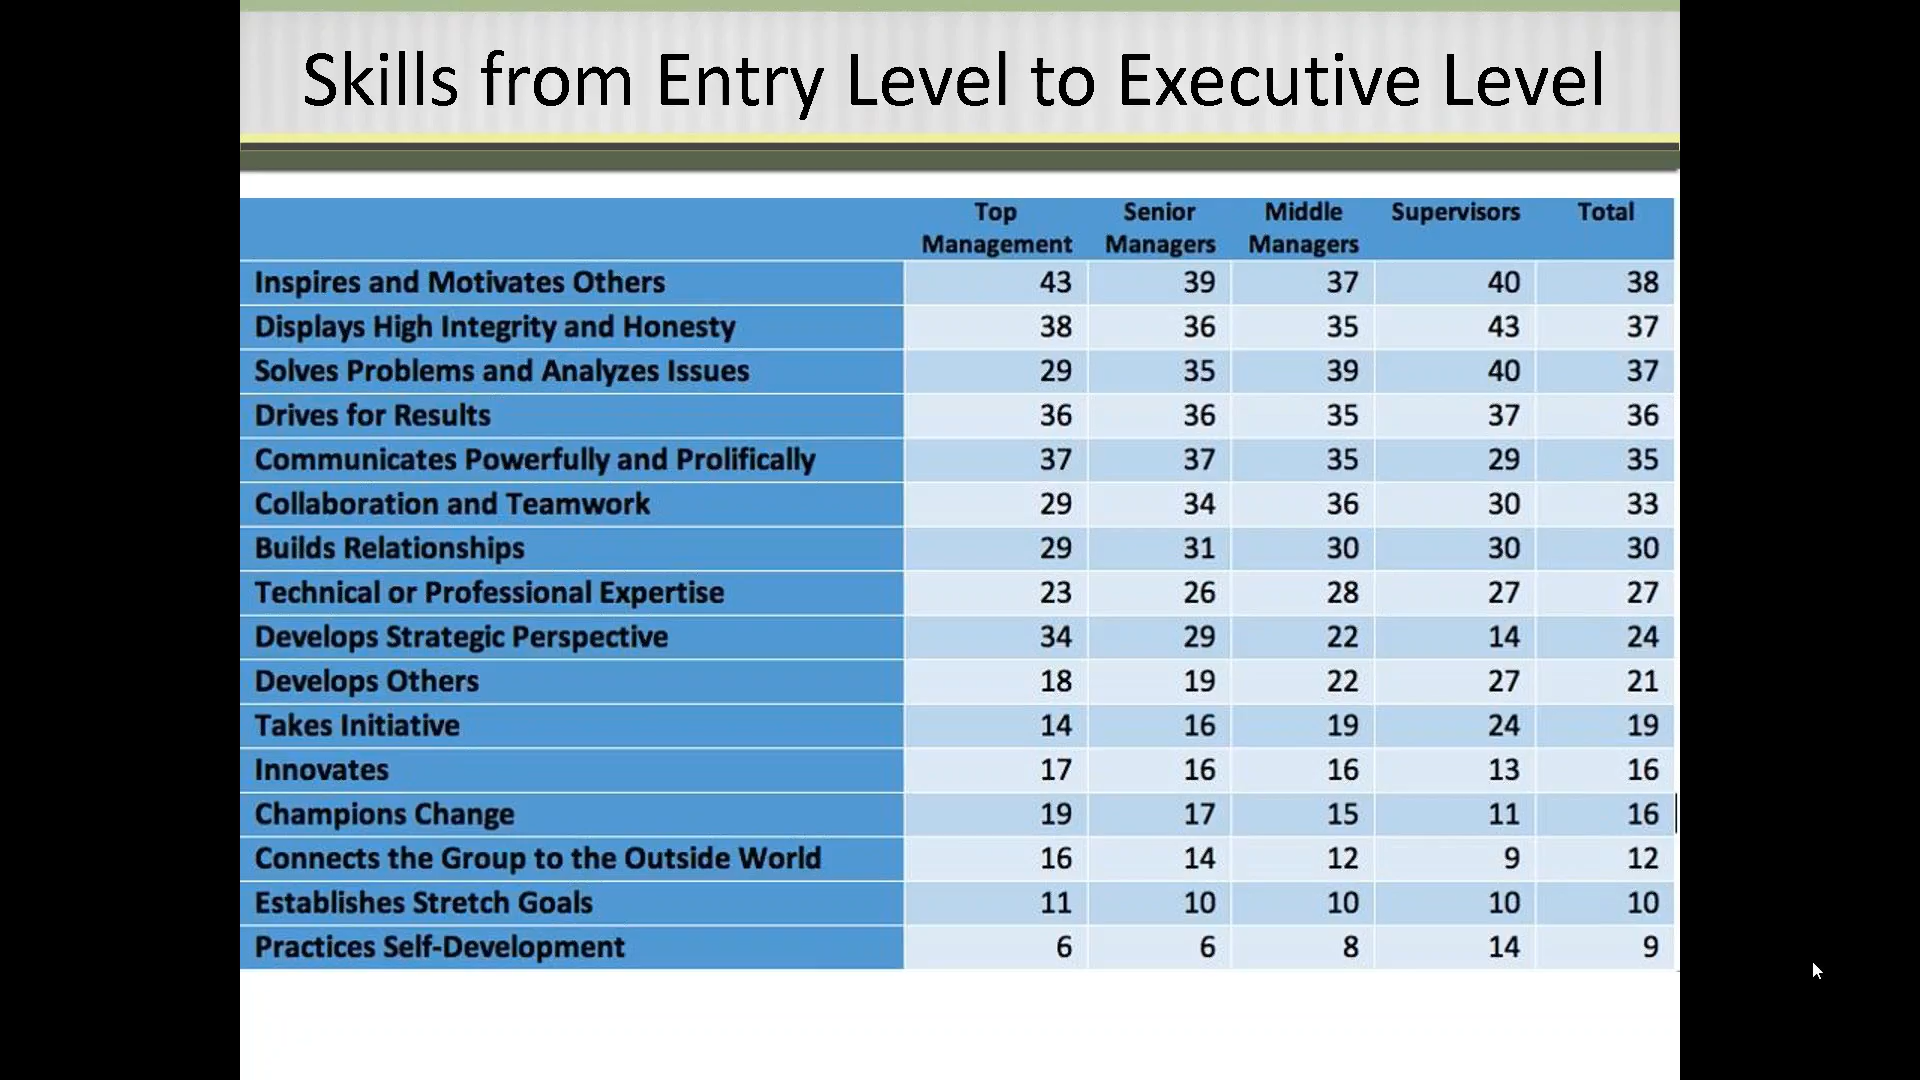 Skills from Entry Level to Executive Level
Top Management Senior Managers Middle Managers Supervisors Total
Inspires and Motivates Others 43 39 37 40 38
Displays High Integrity and Honesty 38 36 35 43 37
Solves Problems and Analyzes Issues 29 35 39 40 37
Drives for Results 36 36 35 37 36
Communicates Powerfully and Prolifically 37 37 35 29 35
Collaboration and Teamwork 29 34 36 30 33
Builds Relationships 29 31 30 30 30
Technical or Professional Expertise 23 26 28 27 27
Develops Strategic Perspective 34 29 22 14 24
Develops Others 18 19 22 27 21
Takes Initiative 14 16 19 24 19
Innovates 17 16 16 13 16
Champions Change 19 17 15 11 16
Connects the Group to the Outside World 16 14 12 9 12
Establishes Stretch Goals 11 10 10 10 10
Practices Self-Development 6 6 8 14 9